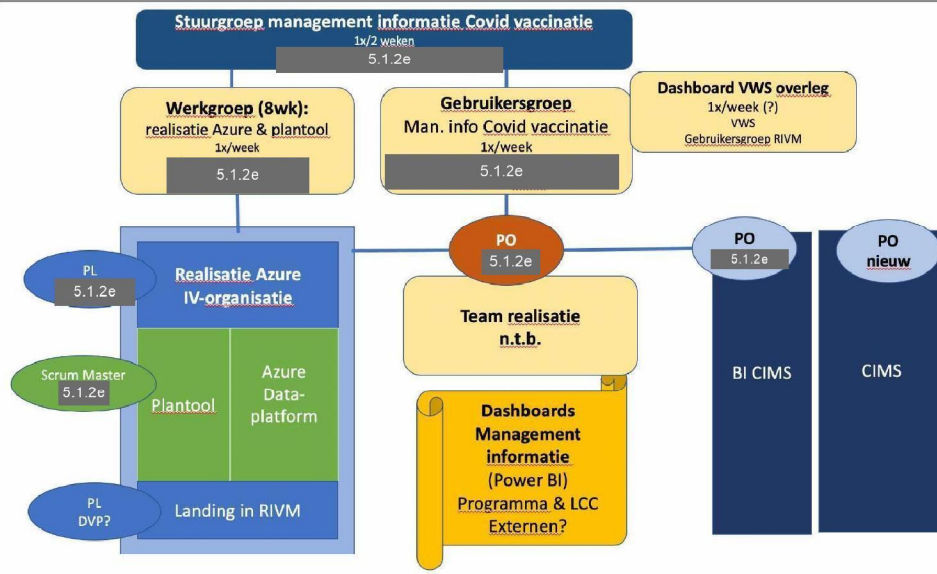 Stuurgroep management informatie Covid vaccinatie
1x/2 weken
5.1.2e
Werkgroep (8wk):
realisatie Azure & plantool
1x/week
5.1.2e
Gebruikersgroep
Man. info Covid vaccinatie
1x/week
5.1.2e
Dashboard VWS overleg
1x/week (?)
VWS
Gebruikersgroep RIVM
PL
5.1.2e
Realisatie Azure
IV-organisatie
Scrum Master
5.1.2e
Plantool
Azure
Data-
platform
PL
DVP?
Landing in RIVM
PO
5.1.2e
Team realisatie
n.t.b.
Dashboards
Management
informatie
(Power BI)
Programma & LCC
Externen?
PO
5.1.2e
BI CIMS
PO
nieuw
CIMS